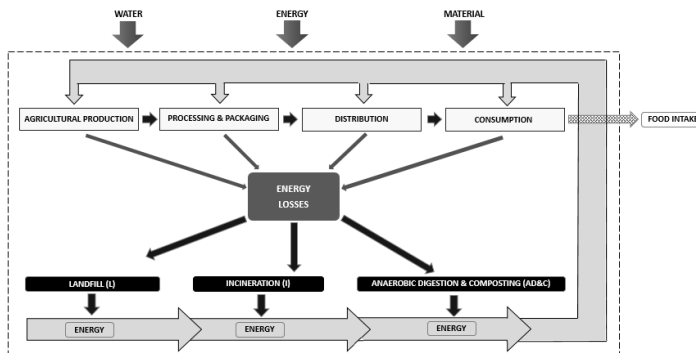 WATER
ENERGY
MATERIAL
AGRICULTURAL PRODUCTION
PROCESSING & PACKAGING
DISTRIBUTION
CONSUMPTION
FOOD INTAKE
ENERGY
LOSSES
LANDFILL (L)
INCINERATION (I)
ANAEROBIC DIGESTION & COMPOSTING (AD&C)
ENERGY
ENERGY
ENERGY